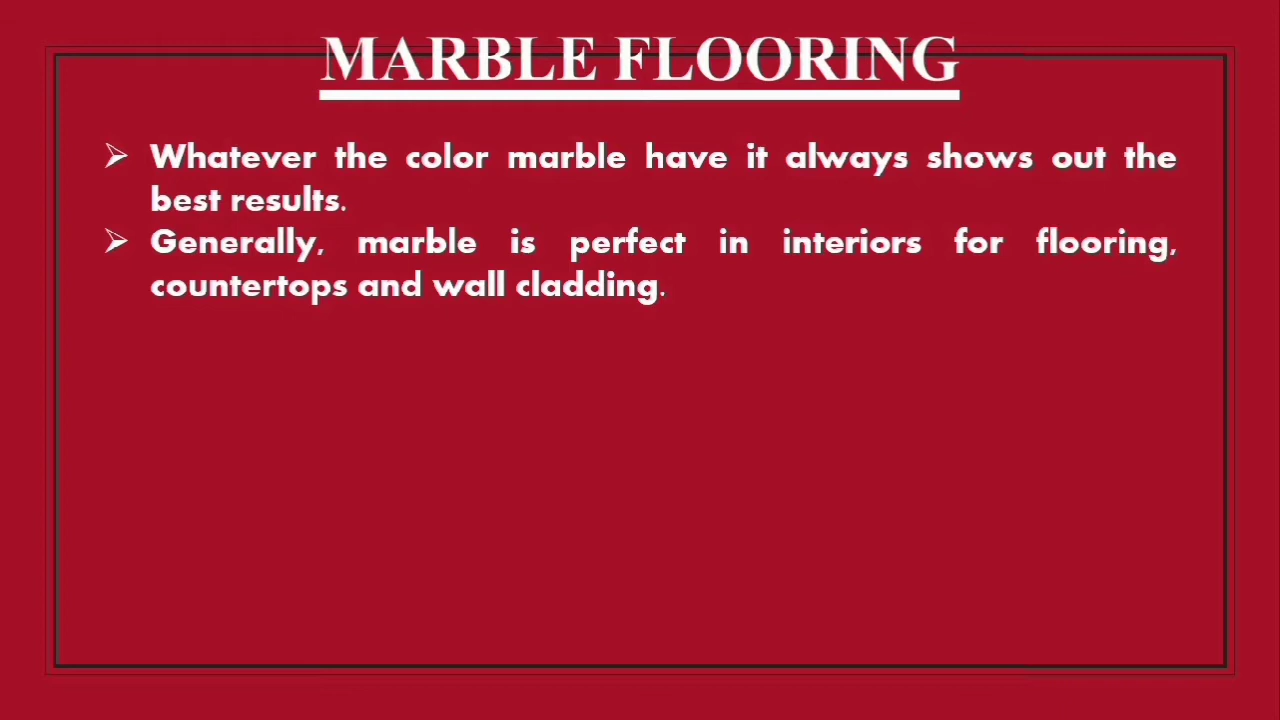 MARBLE FLOORING
➢ Whatever the color marble have it always shows out the
best results.
➢ Generally, marble is perfect in interiors for flooring,
countertops and wall cladding.